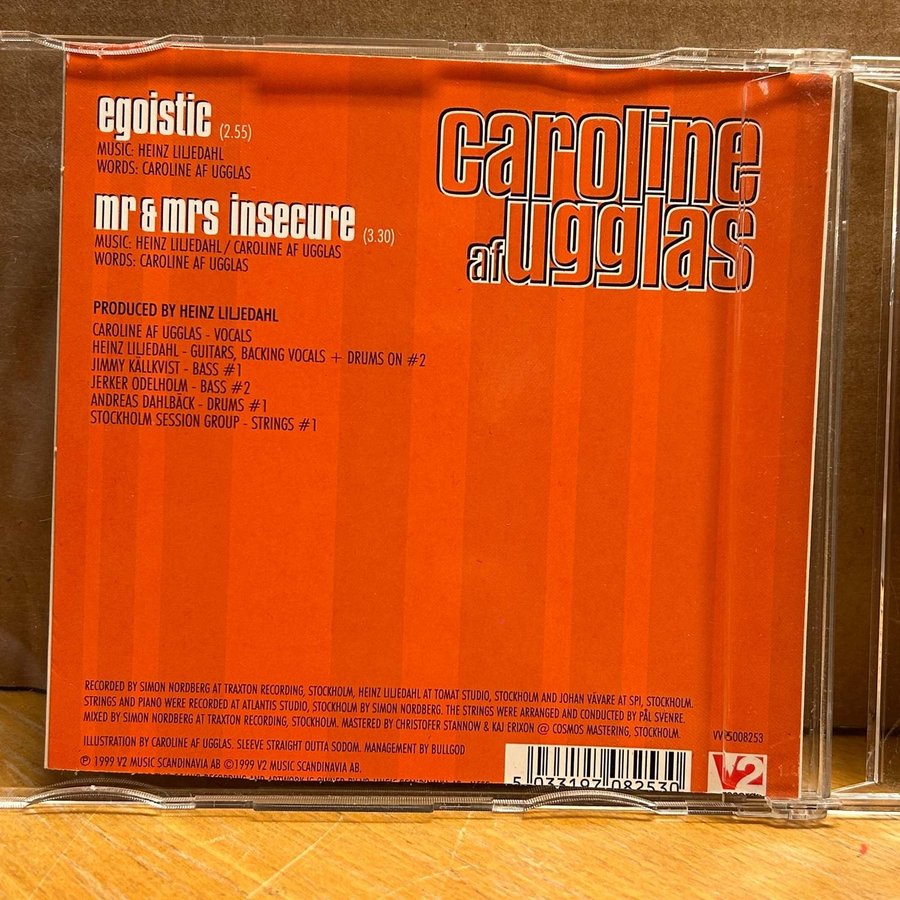 egoistic (2.55)
MUSIC: HEINZ LILJEDAHL
WORDS: CAROLINE AF UGGLAS
mr & mrs insecure (3.30)
MUSIC: HEINZ LILJEDAHL / CAROLINE AF UGGLAS
WORDS: CAROLINE AF UGGLAS
caroline
af ugglas
PRODUCED BY HEINZ LILJEDAHL
CAROLINE AF UGGLAS - VOCALS
HEINZ LILJEDAHL - GUITARS, BACKING VOCALS + DRUMS ON #2
JIMMY KÄLLKVIST - BASS #1
JERKER ODELHOLM - BASS #2
ANDREAS DAHLBÄCK - DRUMS #1
STOCKHOLM SESSION GROUP - STRINGS #1
RECORDED BY SIMON NORDBERG AT TRAXTON RECORDING, STOCKHOLM, HEINZ LILJEDAHL AT TOMAT STUDIO, STOCKHOLM AND JOHAN VÄVARE AT SPI, STOCKHOLM.
STRINGS AND PIANO WERE RECORDED AT ATLANTIS STUDIO, STOCKHOLM BY SIMON NORDBERG. THE STRINGS WERE ARRANGED AND CONDUCTED BY PÅL SVENRE.
MIXED BY SIMON NORDBERG AT TRAXTON RECORDING, STOCKHOLM. MASTERED BY CHRISTOFER STANNOW & KAJ ERIXON @ COSMOS MASTERING, STOCKHOLM.
ILLUSTRATION BY CAROLINE AF UGGLAS. SLEEVE STRAIGHT OUTTA SODOM. MANAGEMENT BY BULLGOD
℗ 1999 V2 MUSIC SCANDINAVIA AB. ©1999 V2 MUSIC SCANDINAVIA AB.
5 033197 082530
5008253
V2